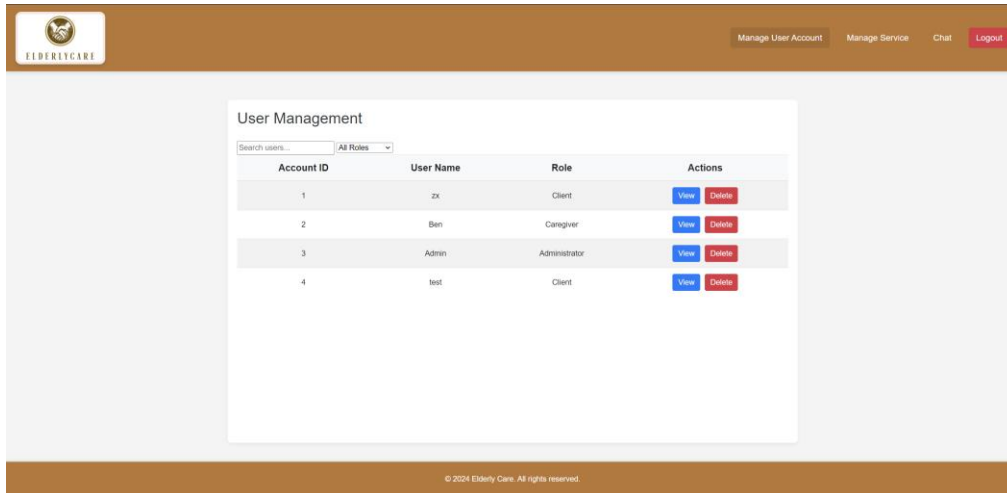 ELDERLYCARE
Manage User Account Manage Service Chat Logout
User Management
Search users... All Roles
Account ID User Name Role Actions
1 zx Client View Delete
2 Ben Caregiver View Delete
3 Admin Administrator View Delete
4 test Client View Delete
© 2024 Elderly Care. All rights reserved.